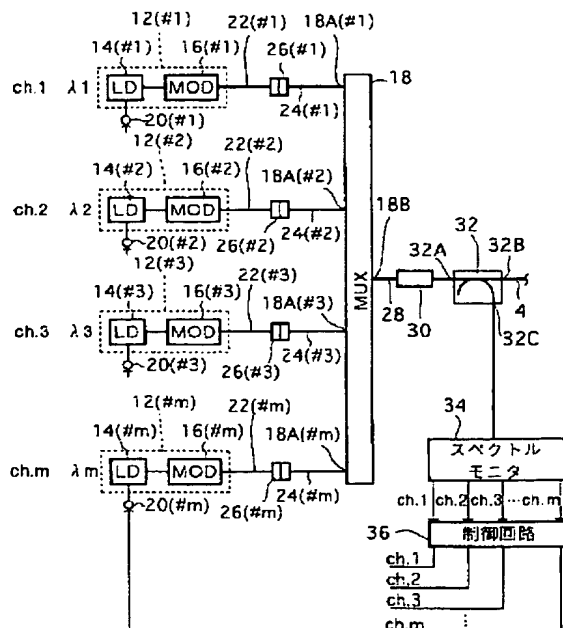 12(#1)
22(#1)
18A(#1)
14(#1)
16(#1)
26(#1)
18
ch.1
λ1
LD
MOD
24(#1)
20(#1)
12(#2)
22(#2)
14(#2)
16(#2)
18A(#2)
ch.2
λ2
LD
MOD
24(#2)
20(#2)
26(#2)
12(#3)
22(#3)
14(#3)
16(#3)
18A(#3)
ch.3
λ3
LD
MOD
24(#3)
20(#3)
26(#3)
12(#m)
22(#m)
14(#m)
16(#m)
18A(#m)
ch.m
λm
LD
MOD
24(#m)
20(#m)
26(#m)
MUX
18B
32
32A
32B
28
30
4
32C
34
スペクトル
モニタ
ch.1 ch.2 ch.3 …ch.m
36
制御回路
ch.1
ch.2
ch.3
ch.m